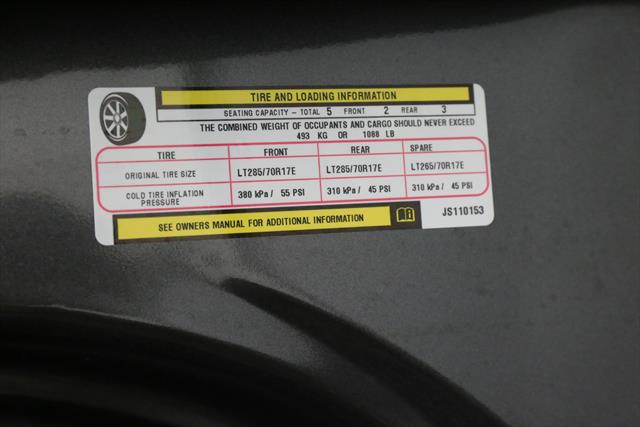 TIRE AND LOADING INFORMATION
SEATING CAPACITY - TOTAL 5 FRONT 2 REAR 3
THE COMBINED WEIGHT OF OCCUPANTS AND CARGO SHOULD NEVER EXCEED
493 KG OR 1088 LB
TIRE FRONT REAR SPARE
ORIGINAL TIRE SIZE LT285/70R17E LT285/70R17E LT265/70R17E
COLD TIRE INFLATION PRESSURE 380 kPa / 55 PSI 310 kPa / 45 PSI 310 kPa / 45 PSI
SEE OWNERS MANUAL FOR ADDITIONAL INFORMATION
JS110153